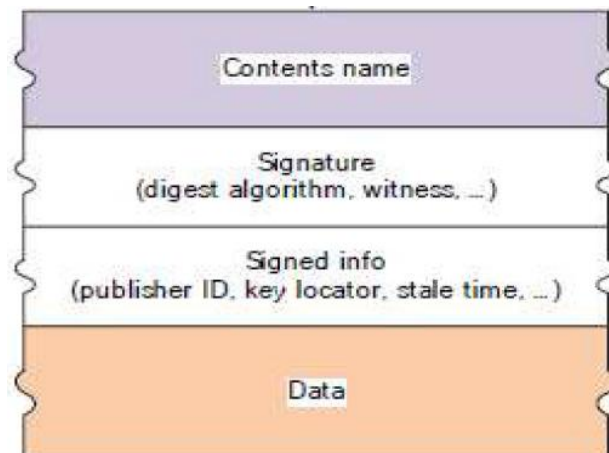 Contents name
Signature
(digest algorithm, witness, ...)
Signed info
(publisher ID, key locator, stale time, ...)
Data